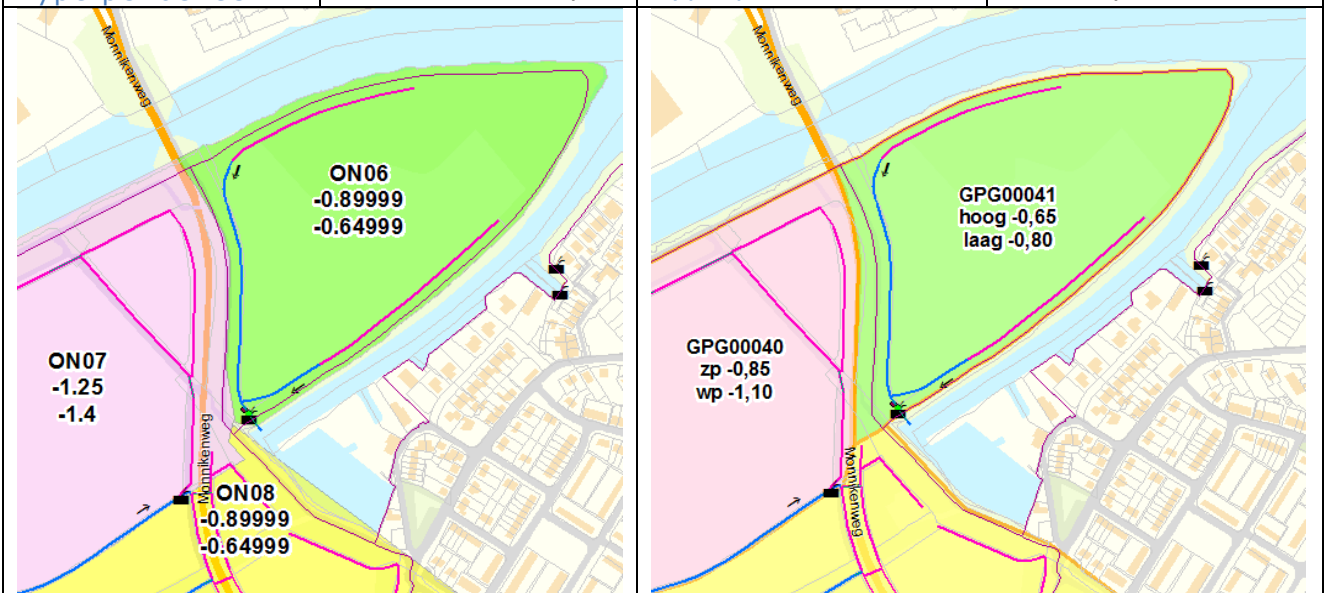 Monnikenweg
ON06
-0.89999
-0.64999
ON07
-1.25
-1.4
Monnikenweg
ON08
-0.89999
-0.64999
Monnikenweg
GPG00041
hoog -0,65
laag -0,80
GPG00040
zp -0,85
wp -1,10
Monnikenweg